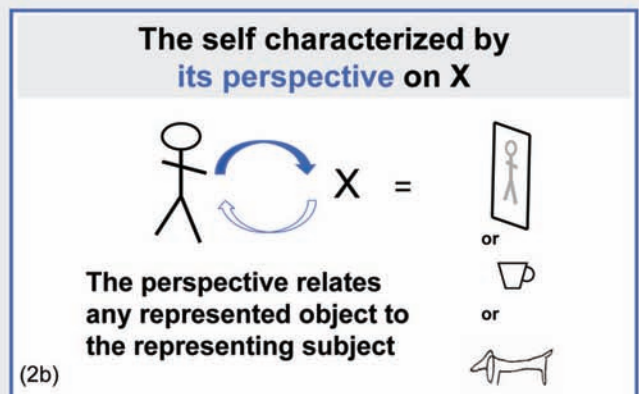 The self characterized by
its perspective on X
X =
or
or
The perspective relates
any represented object to
the representing subject
(2b)